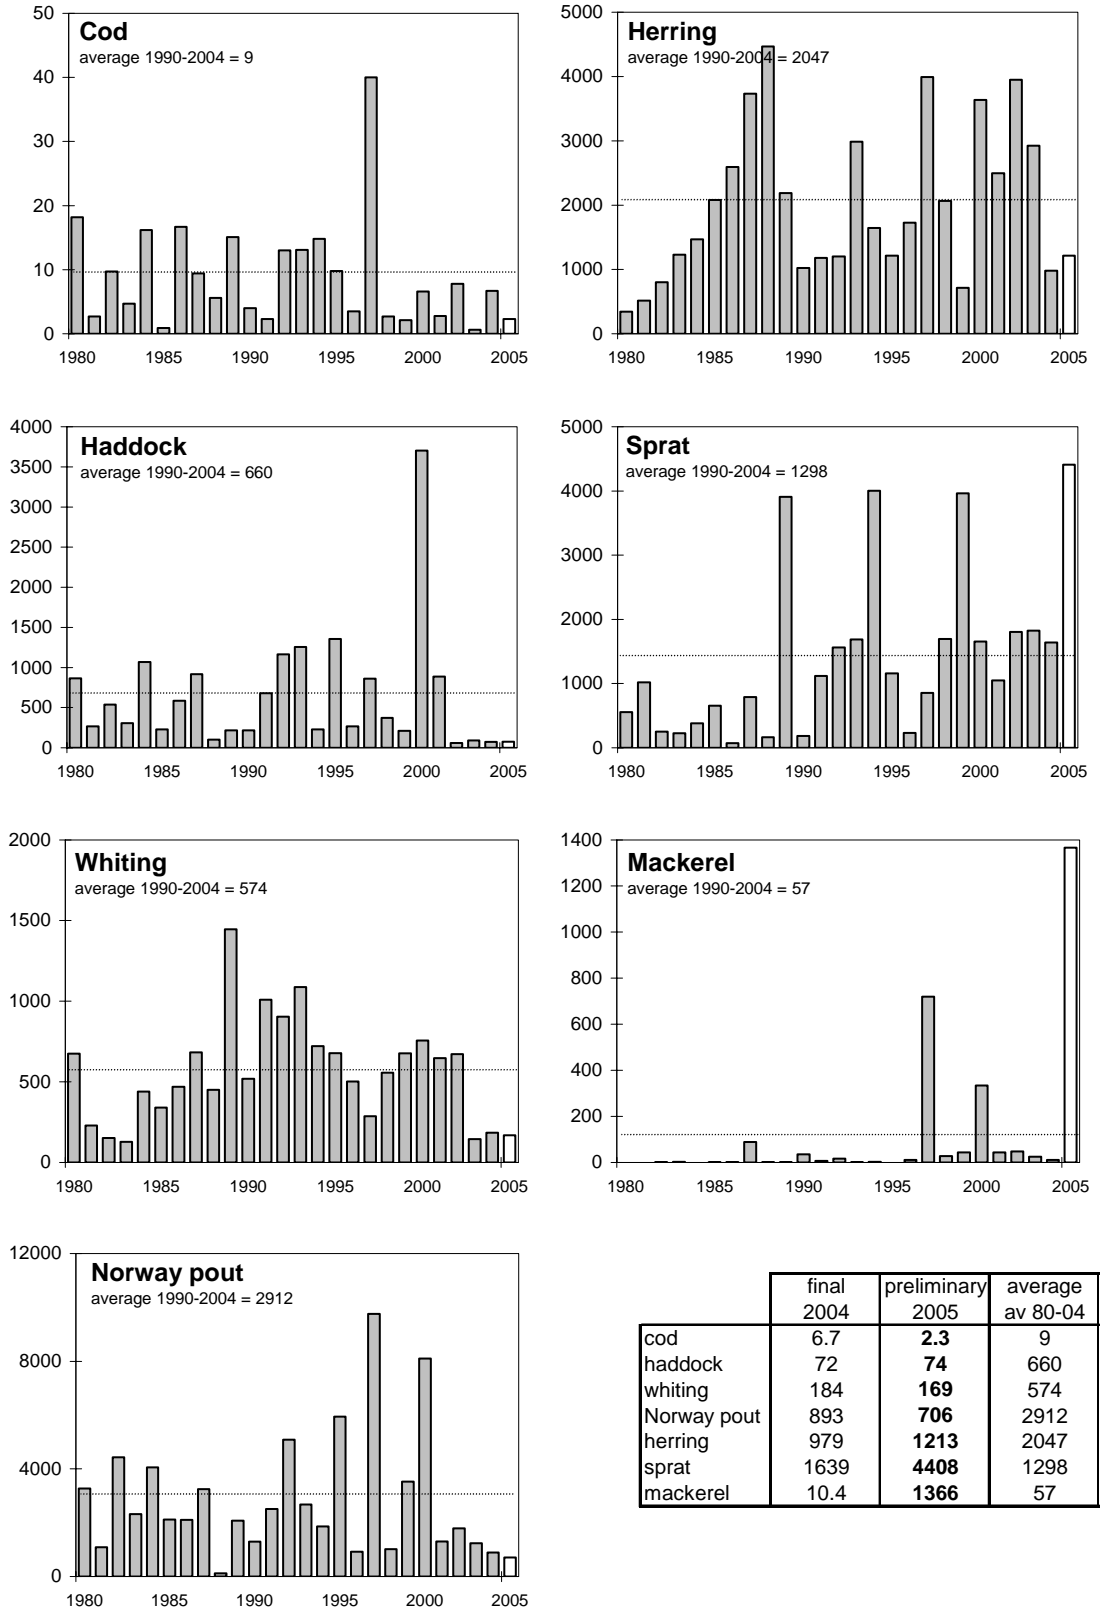 Cod
average 1990-2004 = 9
50
40
30
20
10
0
1980 1985 1990 1995 2000 2005
Herring
average 1990-2004 = 2047
5000
4000
3000
2000
1000
0
1980 1985 1990 1995 2000 2005
Haddock
average 1990-2004 = 660
4000
3500
3000
2500
2000
1500
1000
500
0
1980 1985 1990 1995 2000 2005
Sprat
average 1990-2004 = 1298
5000
4000
3000
2000
1000
0
1980 1985 1990 1995 2000 2005
Whiting
average 1990-2004 = 574
2000
1500
1000
500
0
1980 1985 1990 1995 2000 2005
Mackerel
average 1990-2004 = 57
1400
1200
1000
800
600
400
200
0
1980 1985 1990 1995 2000 2005
Norway pout
average 1990-2004 = 2912
12000
8000
4000
0
1980 1985 1990 1995 2000 2005
final preliminary average
2004 2005 av 80-04
cod 6.7 2.3 9
haddock 72 74 660
whiting 184 169 574
Norway pout 893 706 2912
herring 979 1213 2047
sprat 1639 4408 1298
mackerel 10.4 1366 57